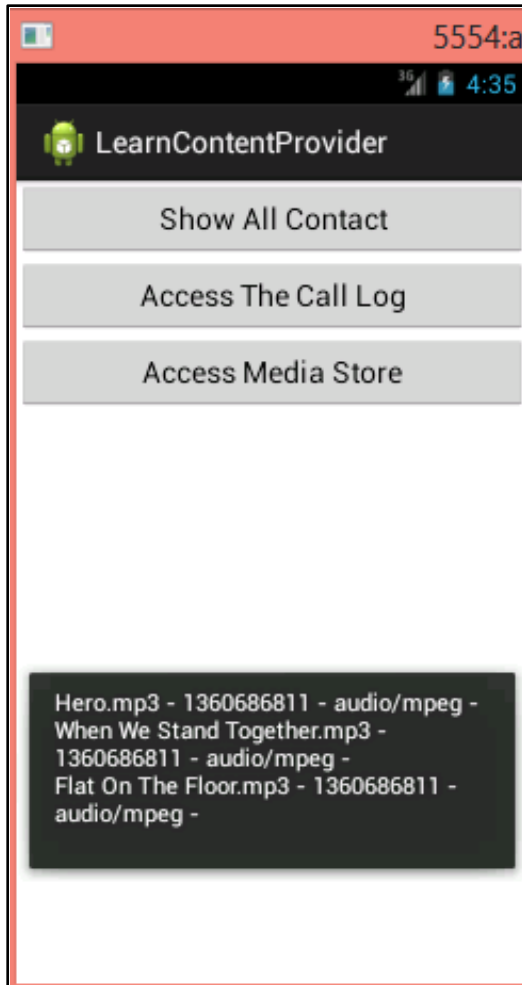 5554:a
3G 4:35
LearnContentProvider
Show All Contact
Access The Call Log
Access Media Store
Hero.mp3 - 1360686811 - audio/mpeg -
When We Stand Together.mp3 -
1360686811 - audio/mpeg -
Flat On The Floor.mp3 - 1360686811 -
audio/mpeg -